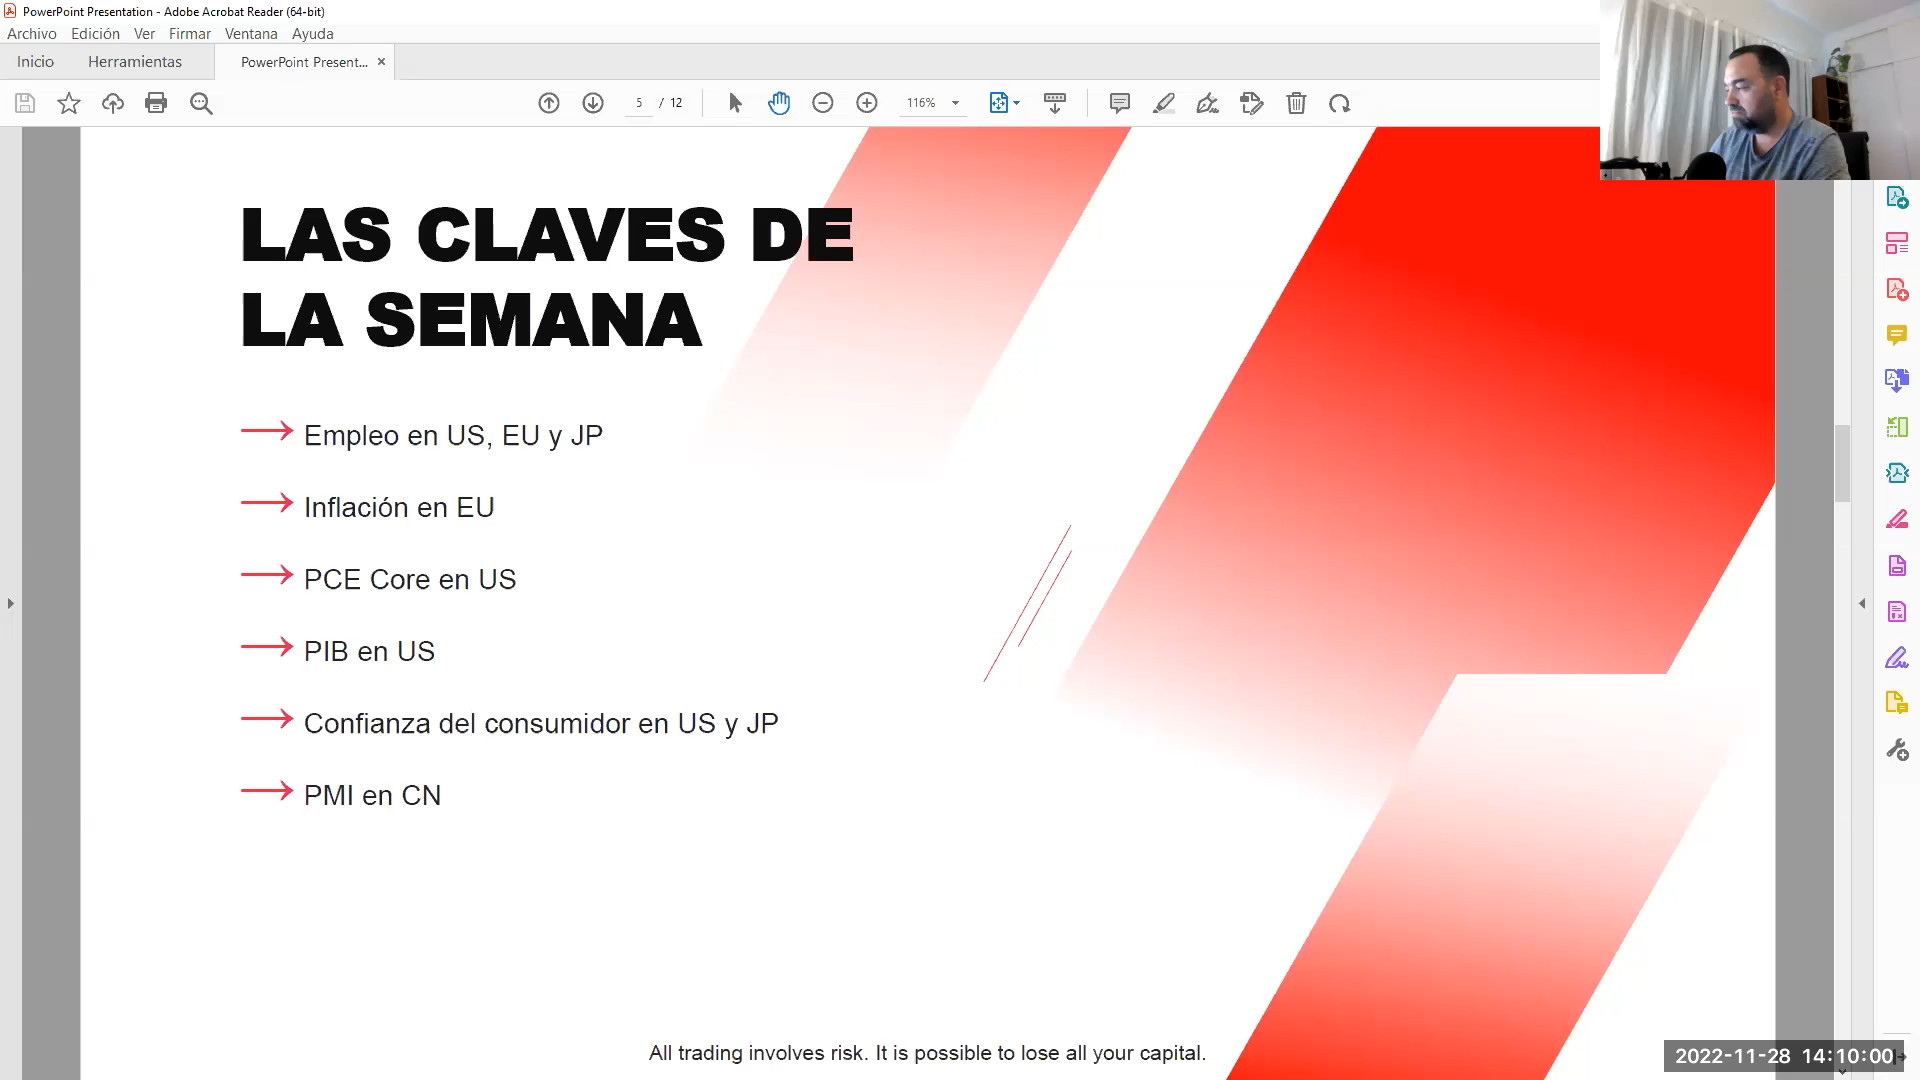 PowerPoint Presentation - Adobe Acrobat Reader (64-bit)
Archivo Edición Ver Firmar Ventana Ayuda
Inicio Herramientas PowerPoint Present... ×
5 / 12 116%
LAS CLAVES DE
LA SEMANA
Empleo en US, EU y JP
Inflación en EU
PCE Core en US
PIB en US
Confianza del consumidor en US y JP
PMI en CN
All trading involves risk. It is possible to lose all your capital.
2022-11-28 14:10:00